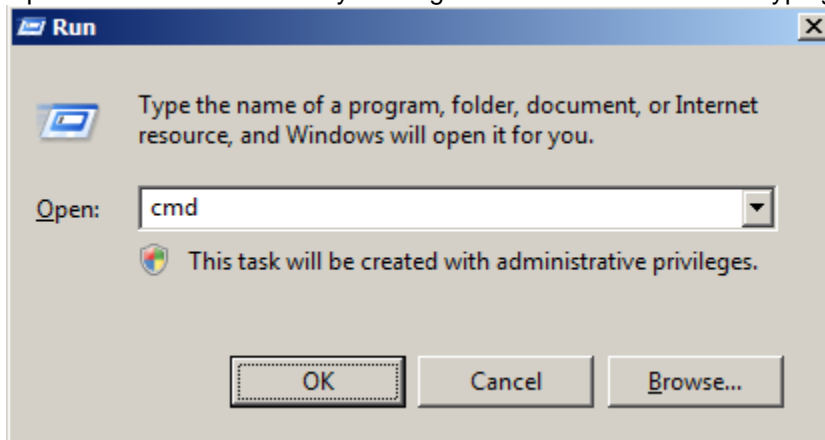 Run
Type the name of a program, folder, document, or Internet
resource, and Windows will open it for you.
Open:
cmd
This task will be created with administrative privileges.
OK
Cancel
Browse...